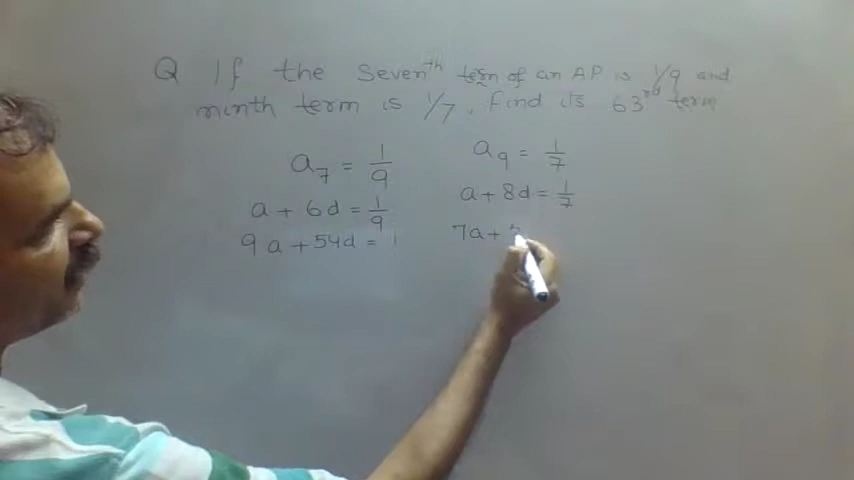 Q If the Seventh term of an AP is 1/9 and
ninth term is 1/7, Find its 63rd term
a7 = 1/9 a9 = 1/7
a + 6d = 1/9 a + 8d = 1/7
9a + 54d = 1 7a +